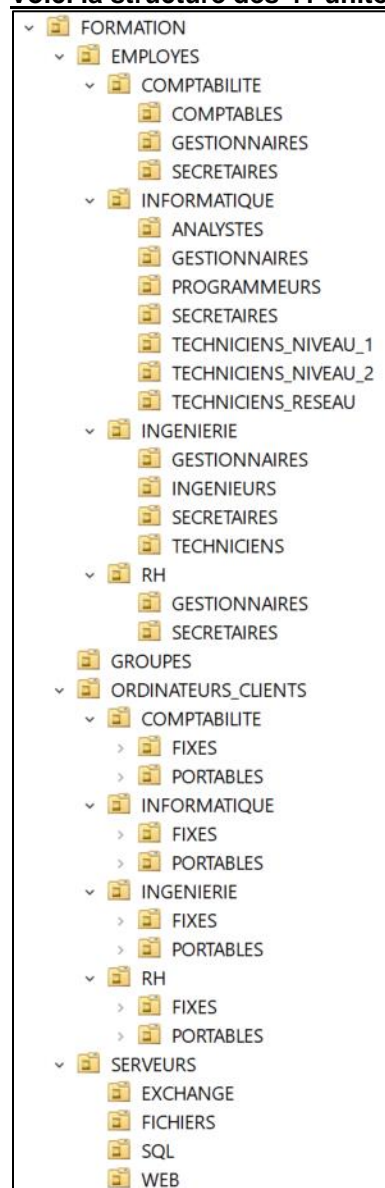 Voici la structure des 41 unité
FORMATION
EMPLOYES
COMPTABILITE
COMPTABLES
GESTIONNAIRES
SECRETAIRES
INFORMATIQUE
ANALYSTES
GESTIONNAIRES
PROGRAMMEURS
SECRETAIRES
TECHNICIENS_NIVEAU_1
TECHNICIENS_NIVEAU_2
TECHNICIENS_RESEAU
INGENIERIE
GESTIONNAIRES
INGENIEURS
SECRETAIRES
TECHNICIENS
RH
GESTIONNAIRES
SECRETAIRES
GROUPES
ORDINATEURS_CLIENTS
COMPTABILITE
FIXES
PORTABLES
INFORMATIQUE
FIXES
PORTABLES
INGENIERIE
FIXES
PORTABLES
RH
FIXES
PORTABLES
SERVEURS
EXCHANGE
FICHIERS
SQL
WEB